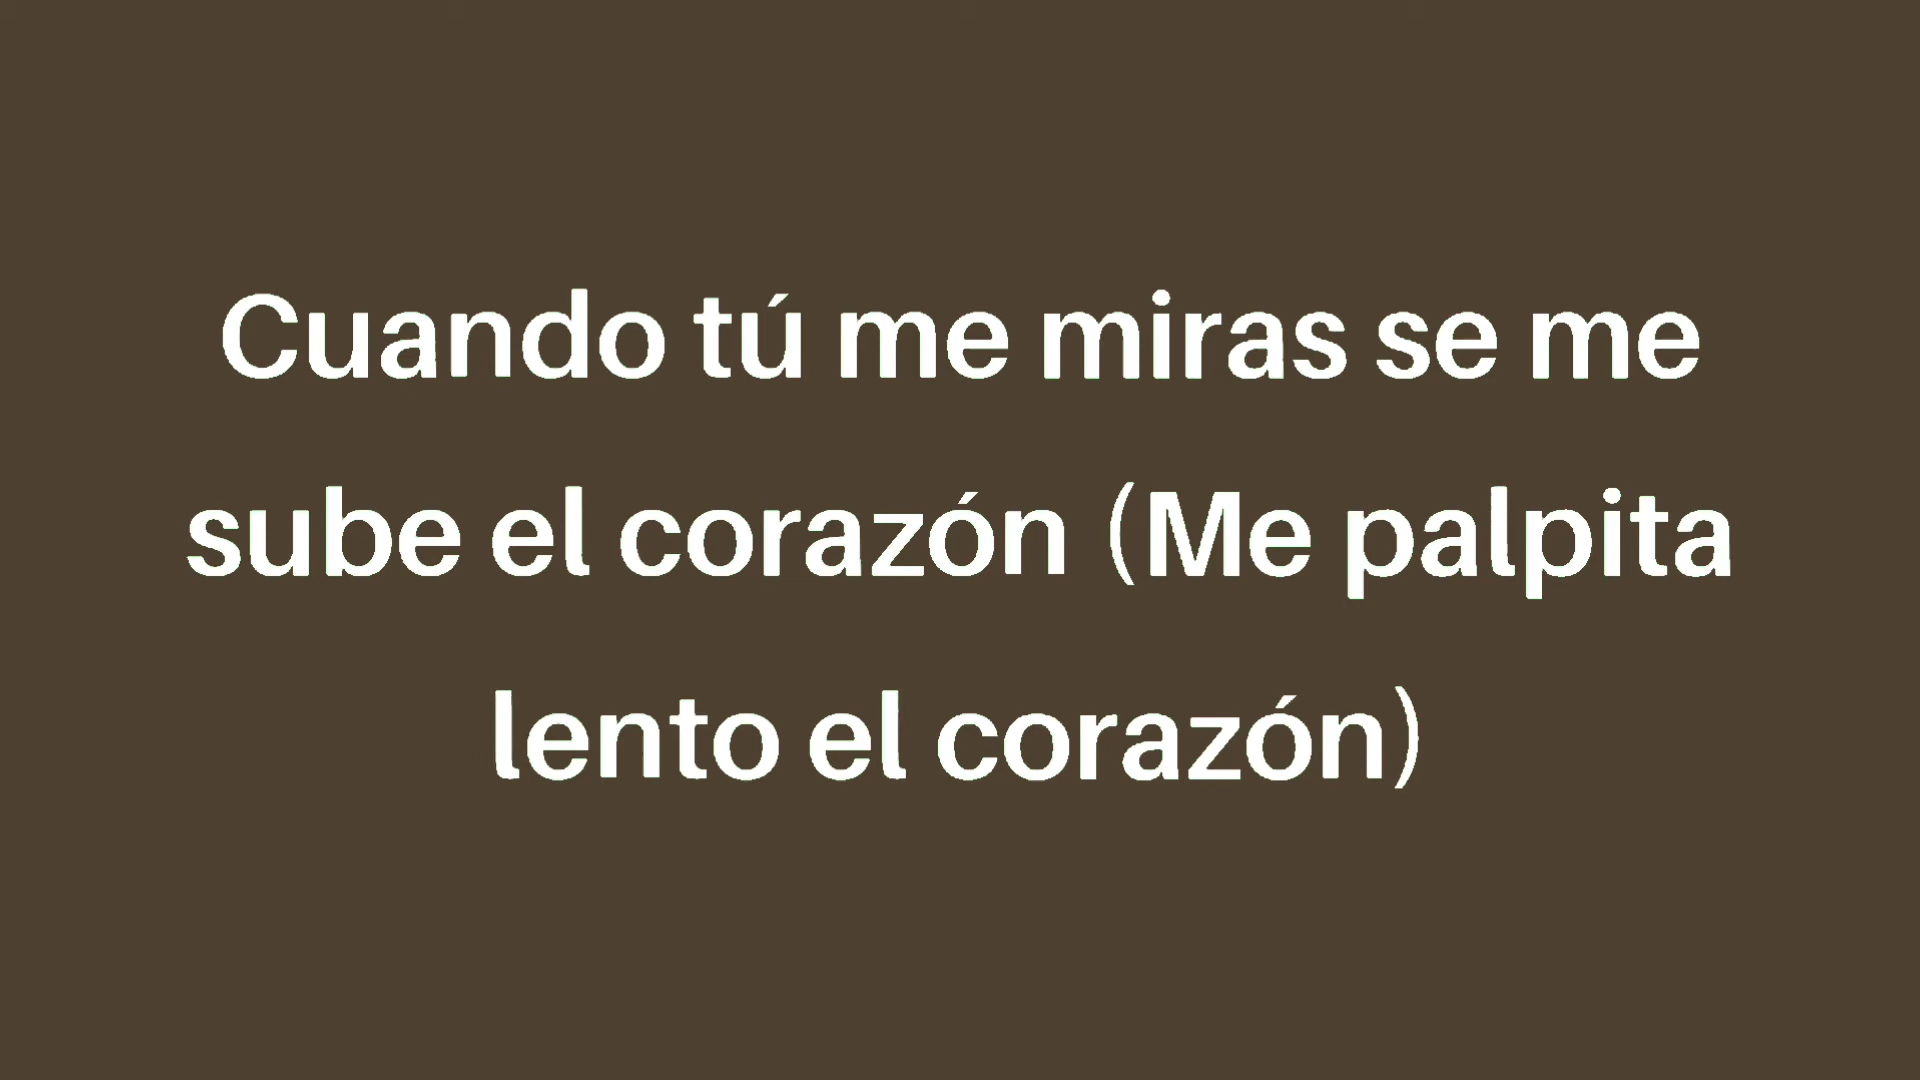 Cuando tú me miras se me
sube el corazón (Me palpita
lento el corazón)